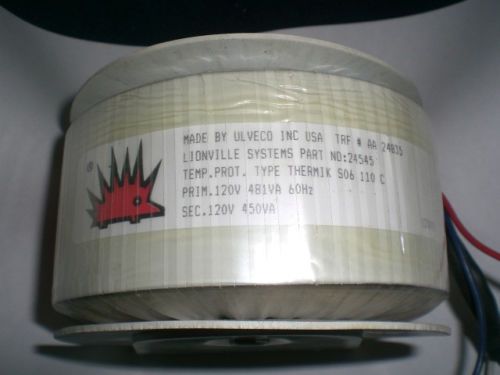 ®
MADE BY ULVECO INC USA TRF # AA 24835
LIONVILLE SYSTEMS PART NO:24545
TEMP.PROT. TYPE THERMIK S06 110 C
PRIM.120V 481VA 60Hz
SEC.120V 450VA